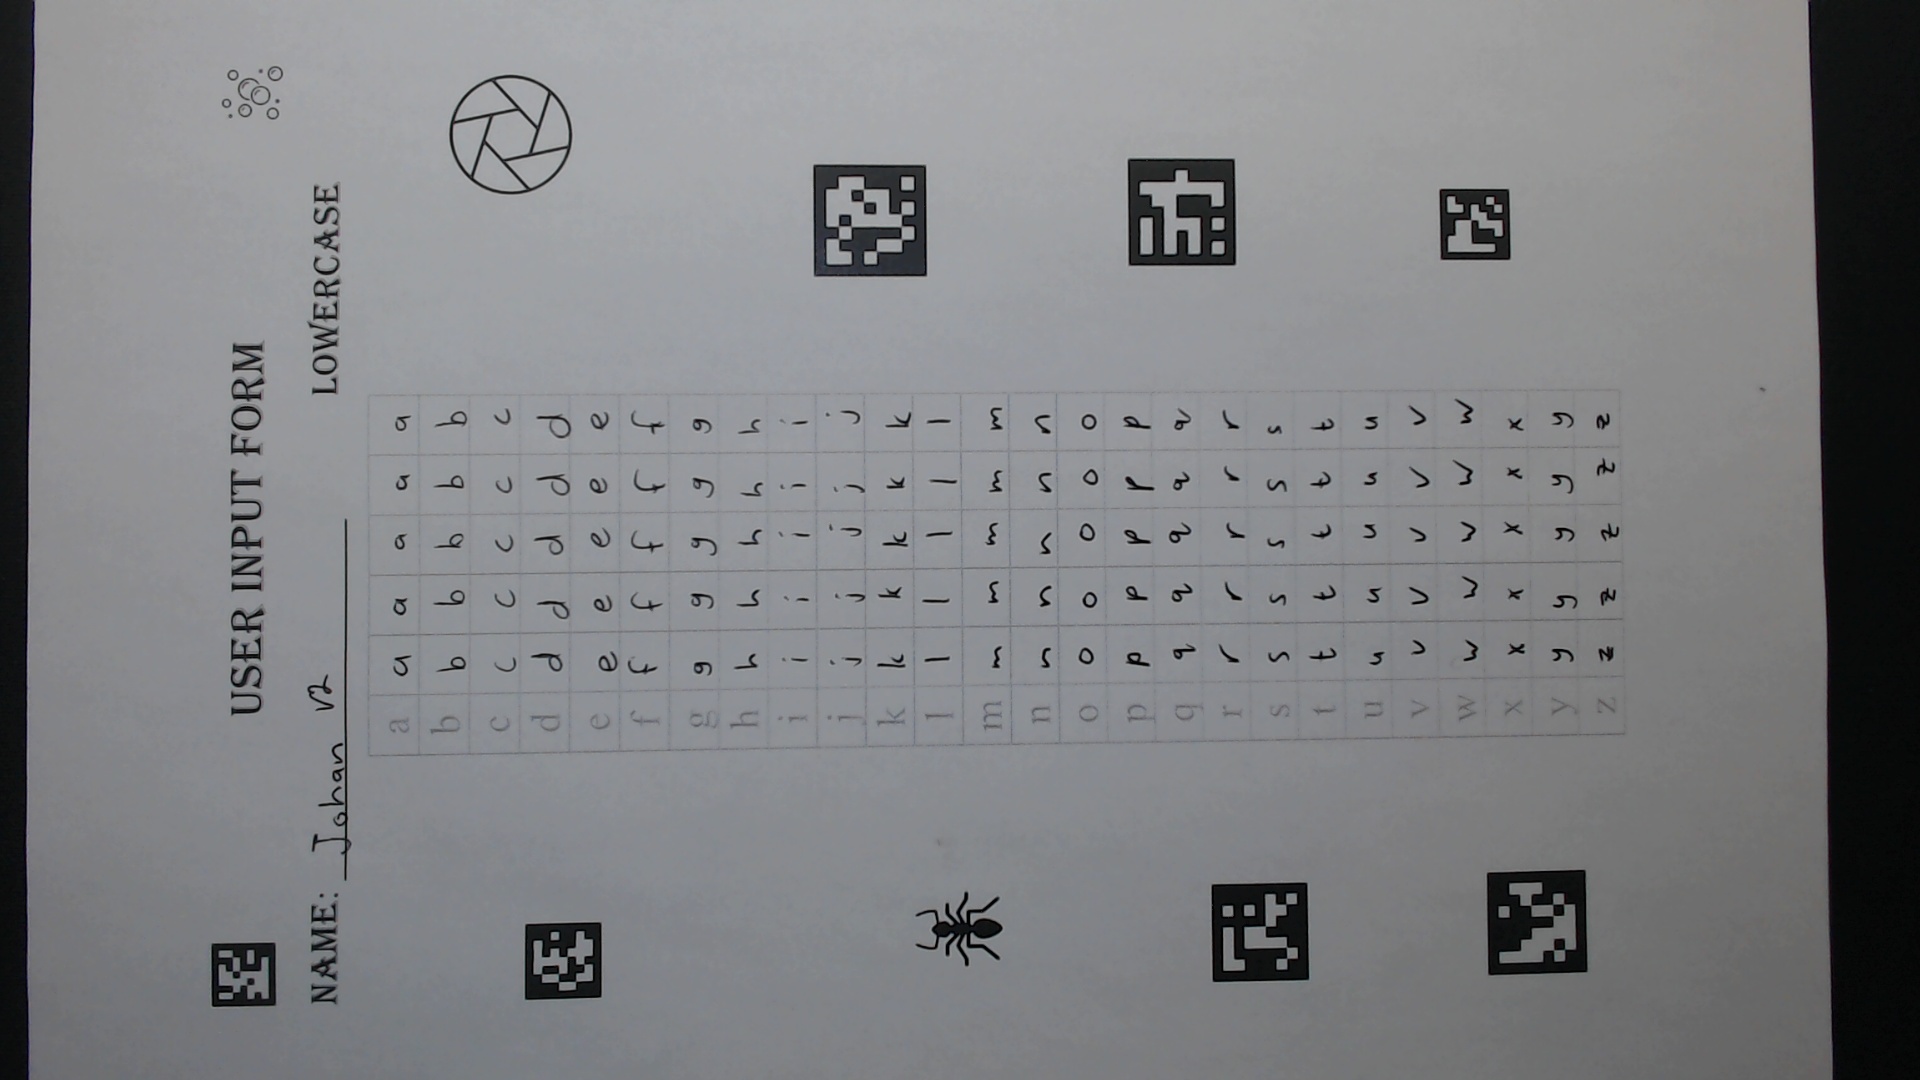 USER INPUT FORM
NAME: Johan v2 LOWERCASE
a a a a a a
b b b b b b
c c c c c c
d d d d d d
e e e e e e
f f f f f f
g g g g g g
h h h h h h
i i i i i i
j j j j j j
k k k k k k
l l l l l l
m m m m m m
n n n n n n
o o o o o o
p p p p p p
q q q q q q
r r r r r r
s s s s s s
t t t t t t
u u u u u u
v v v v v v
w w w w w w
x x x x x x
y y y y y y
z z z z z z